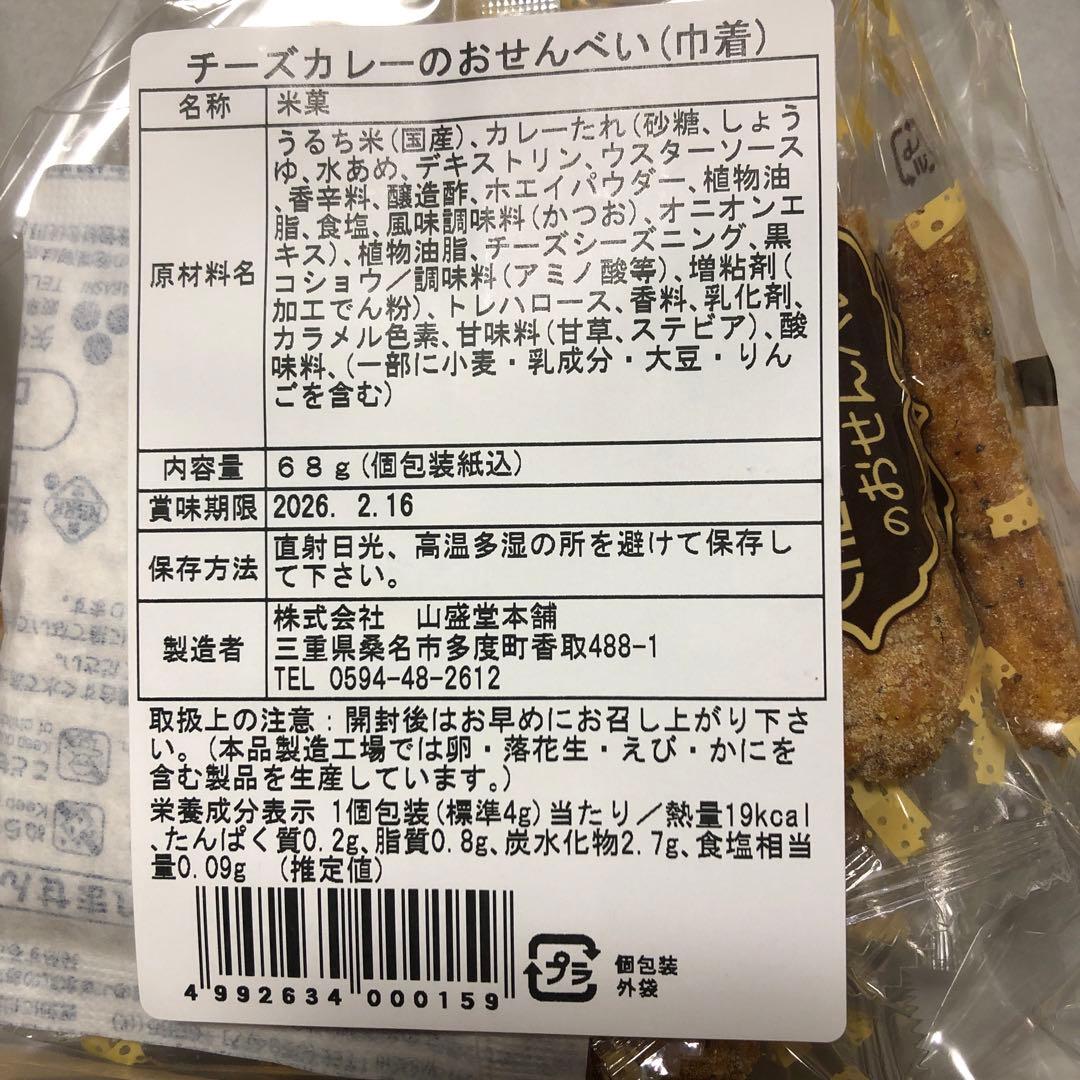 チーズカレーのおせんべい(巾着)
名称 米菓
原材料名 うるち米(国産)、カレーたれ(砂糖、しょう
ゆ、水あめ、デキストリン、ウスターソース
、香辛料、醸造酢、ホエイパウダー、植物油
脂、食塩、風味調味料(かつお)、オニオンエ
キス)、植物油脂、チーズシーズニング、黒
コショウ/調味料(アミノ酸等)、増粘剤(
加工でん粉)、トレハロース、香料、乳化剤、
カラメル色素、甘味料(甘草、ステビア)、酸
味料、(一部に小麦・乳成分・大豆・りん
ごを含む)
内容量 68g(個包装紙込)
賞味期限 2026. 2.16
保存方法 直射日光、高温多湿の所を避けて保存し
て下さい。
製造者 株式会社 山盛堂本舗
三重県桑名市多度町香取488-1
TEL 0594-48-2612
取扱上の注意:開封後はお早めにお召し上がり下さ
い。(本品製造工場では卵・落花生・えび・かにを
含む製品を生産しています。)
栄養成分表示 1個包装(標準4g)当たり/熱量19kcal
、たんぱく質0.2g、脂質0.8g、炭水化物2.7g、食塩相当
量0.09g (推定値)
4 992634 000159
プラ
個包装
外袋
のおせん